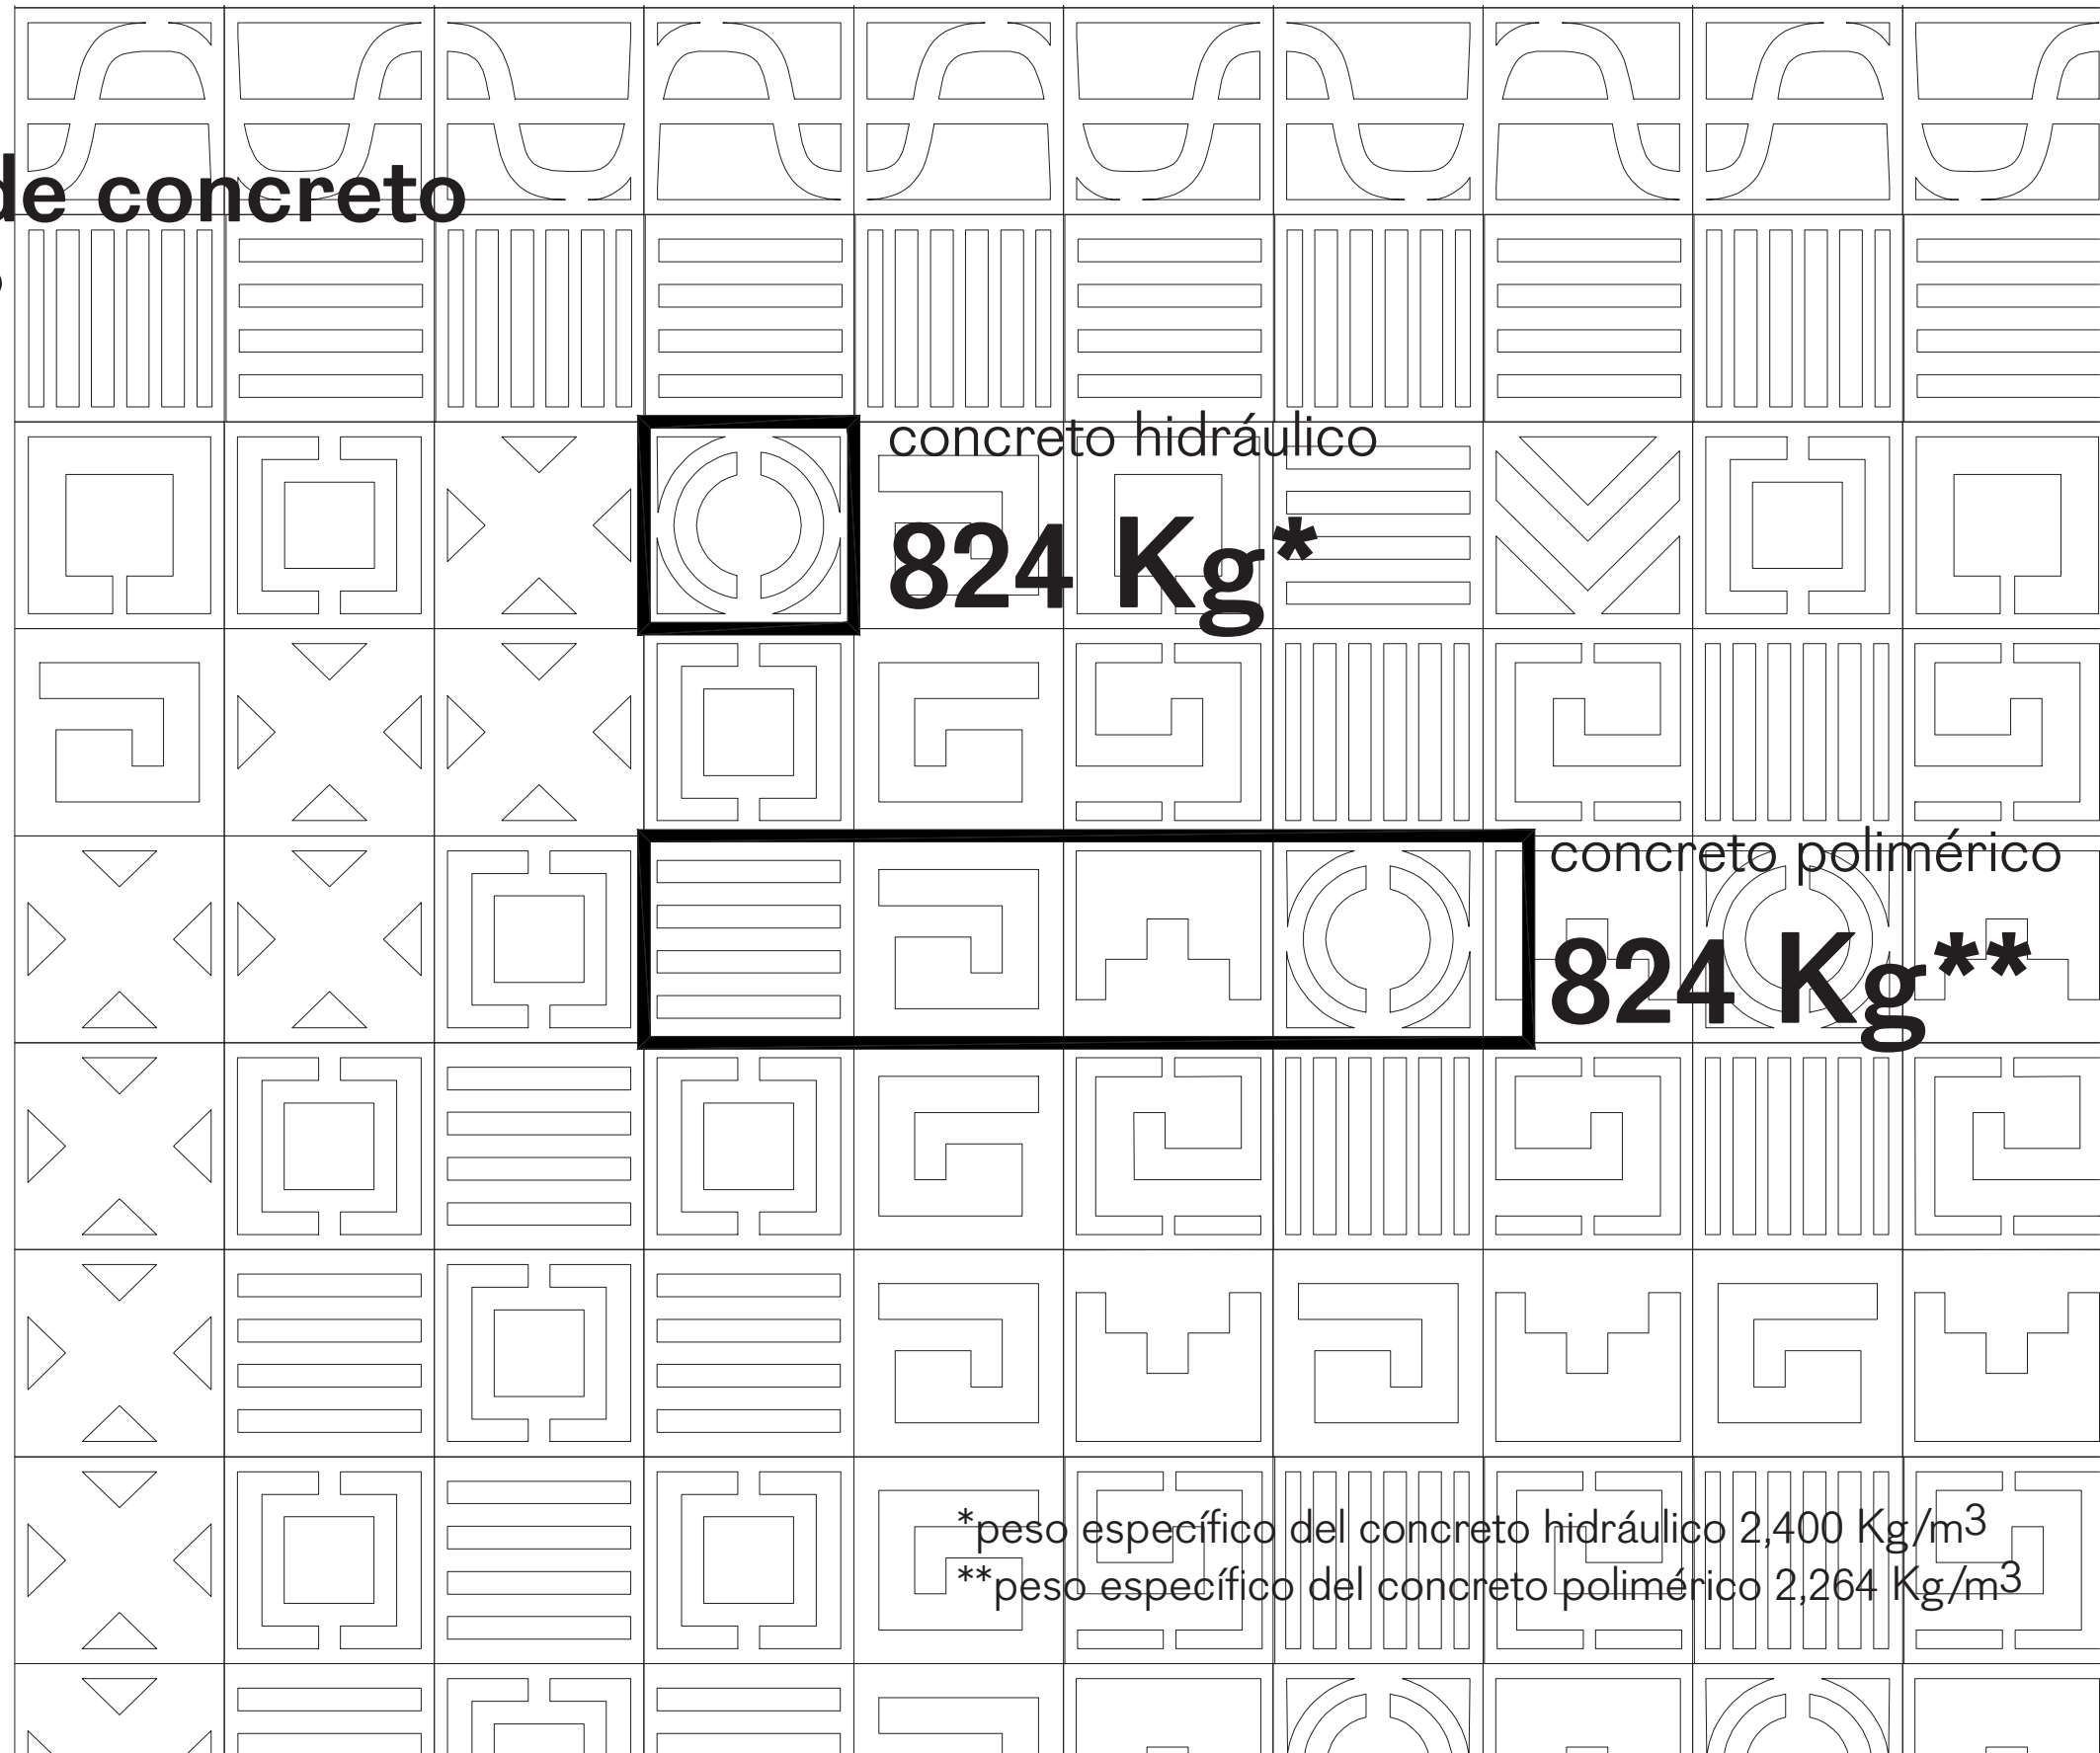 de concreto
concreto hidráulico
824 Kg*
concreto polimérico
824 Kg**
*peso específico del concreto hidráulico 2,400 Kg/m³
**peso específico del concreto polimérico 2,264 Kg/m³